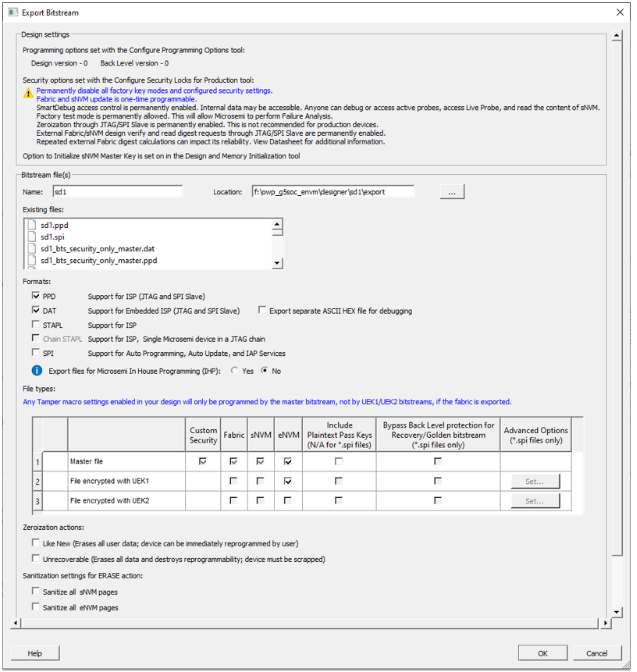 Export Bitstream
Design settings
Programming options set with the Configure Programming Options tool:
Design version - 0 Back Level version - 0
Security options set with the Configure Security Locks for Production tool:
Permanently disable all factory key modes and configured security settings.
Fabric and sNVM update is one-time programmable.
SmartDebug access control is permanently enabled. Internal data may be accessible. Anyone can debug or access active probes, access Live Probe, and read the content of sNVM.
Factory test mode is permanently allowed. This will allow Microsemi to perform Failure Analysis.
Zeroization through JTAG/SPI Slave is permanently enabled. This is not recommended for production devices.
External Fabric/sNVM design verify and read digest requests through JTAG/SPI Slave are permanently enabled.
Repeated external Fabric digest calculations can impact its reliability. View Datasheet for additional information.
Option to Initialize sNVM Master Key is set on in the Design and Memory Initialization tool
Bitstream file(s)
Name: sd1 Location: f:\pwp_g5soc_envm\designer\sd1\export ...
Existing files:
sd1.ppd
sd1.spi
sd1_bts_security_only_master.dat
sd1_bts_security_only_master.ppd
Formats:
PPD Support for ISP (JTAG and SPI Slave)
DAT Support for Embedded ISP (JTAG and SPI Slave) Export separate ASCII HEX file for debugging
STAPL Support for ISP
Chain STAPL Support for ISP, Single Microsemi device in a JTAG chain
SPI Support for Auto Programming, Auto Update, and IAP Services
Export files for Microsemi In House Programming (IHP): Yes No
File types:
Any Tamper macro settings enabled in your design will only be programmed by the master bitstream, not by UEK1/UEK2 bitstreams, if the fabric is exported.
Custom Security Fabric sNVM eNVM Include Plaintext Pass Keys (N/A for *.spi files) Bypass Back Level protection for Recovery/Golden bitstream (*.spi files only) Advanced Options (*.spi files only)
1 Master file
2 File encrypted with UEK1 Set...
3 File encrypted with UEK2 Set...
Zeroization actions:
Like New (Erases all user data; device can be immediately reprogrammed by user)
Unrecoverable (Erases all data and destroys reprogrammability; device must be scrapped)
Sanitization settings for ERASE action:
Sanitize all sNVM pages
Sanitize all eNVM pages
Help OK Cancel